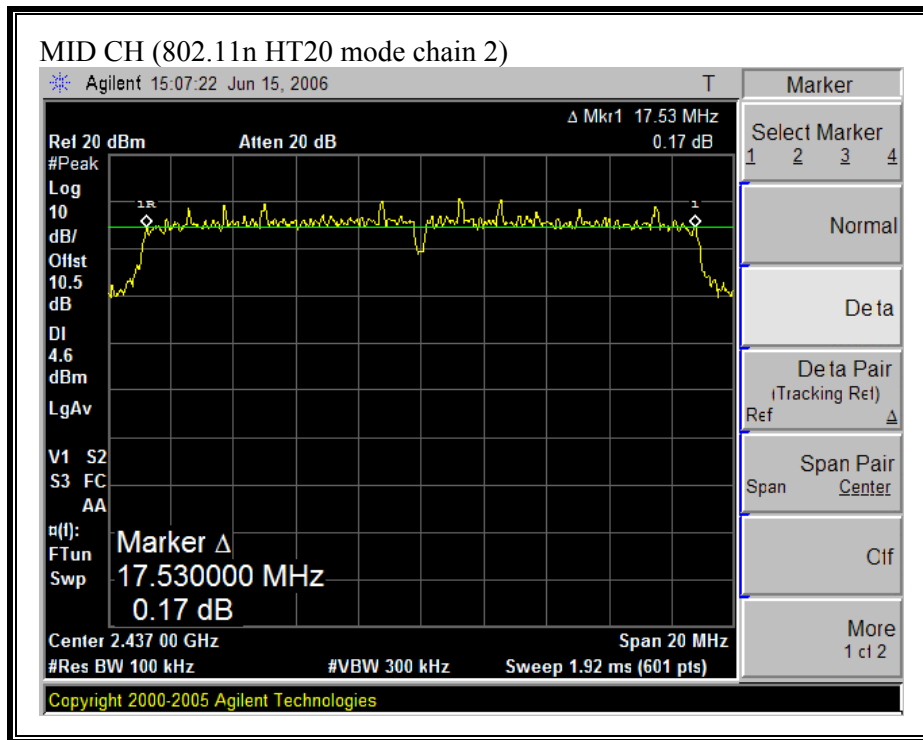 MID CH (802.11n HT20 mode chain 2)
Agilent 15:07:22 Jun 15, 2006 T
Marker
Δ Mkr1 17.53 MHz
Ref 20 dBm Atten 20 dB 0.17 dB
#Peak
Log
10
dB/
Offst
10.5
dB
DI
4.6
dBm
LgAv
V1 S2
S3 FC
AA
¤(f):
FTun
Swp
1R
1
Marker Δ
17.530000 MHz
0.17 dB
Center 2.437 00 GHz Span 20 MHz
#Res BW 100 kHz #VBW 300 kHz Sweep 1.92 ms (601 pts)
Copyright 2000-2005 Agilent Technologies
Select Marker
1 2 3 4
Normal
Delta
Delta Pair
(Tracking Ref)
Ref Δ
Span Pair
Span Center
Off
More
1 of 2